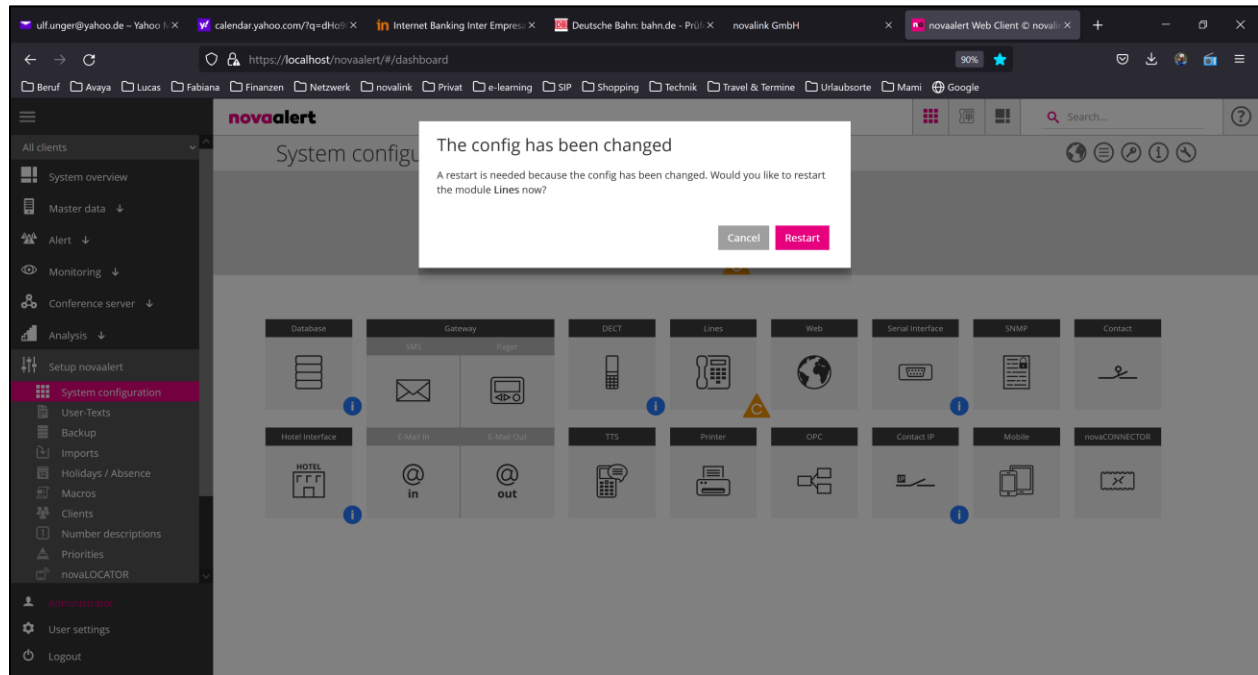 ulf.unger@yahoo.de – Yahoo
calendar.yahoo.com/?q=dHo9
Internet Banking Inter Empresa
Deutsche Bahn: bahn.de - Prüf
novalink GmbH
novaalert Web Client © novalin
https://localhost/novaalert/#/dashboard
90%
Beruf
Avaya
Lucas
Fabiana
Finanzen
Netzwerk
novalink
Privat
e-learning
SIP
Shopping
Technik
Travel & Termine
Urlaubsorte
Mami
Google
novaalert
Search...
All clients
System configu
The config has been changed
A restart is needed because the config has been changed. Would you like to restart
the module Lines now?
Cancel
Restart
System overview
Master data
Alert
Monitoring
Conference server
Analysis
Setup novaalert
System configuration
User-Texts
Backup
Imports
Holidays / Absence
Macros
Clients
Number descriptions
Priorities
novaLOCATOR
Administrator
User settings
Logout
Database
Gateway
SMS
Pager
DECT
Lines
C
Web
Serial Interface
SNMP
Contact
Hotel Interface
HOTEL
E-Mail In
in
E-Mail Out
out
TTS
Printer
OPC
Contact IP
Mobile
novaCONNECTOR